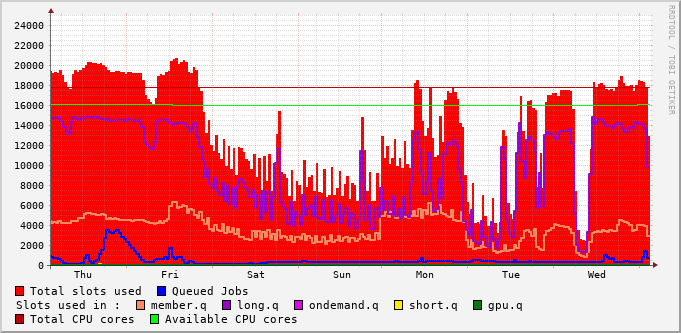 24000
22000
20000
18000
16000
14000
12000
10000
8000
6000
4000
2000
0
Thu Fri Sat Sun Mon Tue Wed
RRDTOOL / TOBI OETIKER
Total slots used Queued Jobs
Slots used in : member.q long.q ondemand.q short.q gpu.q
Total CPU cores Available CPU cores